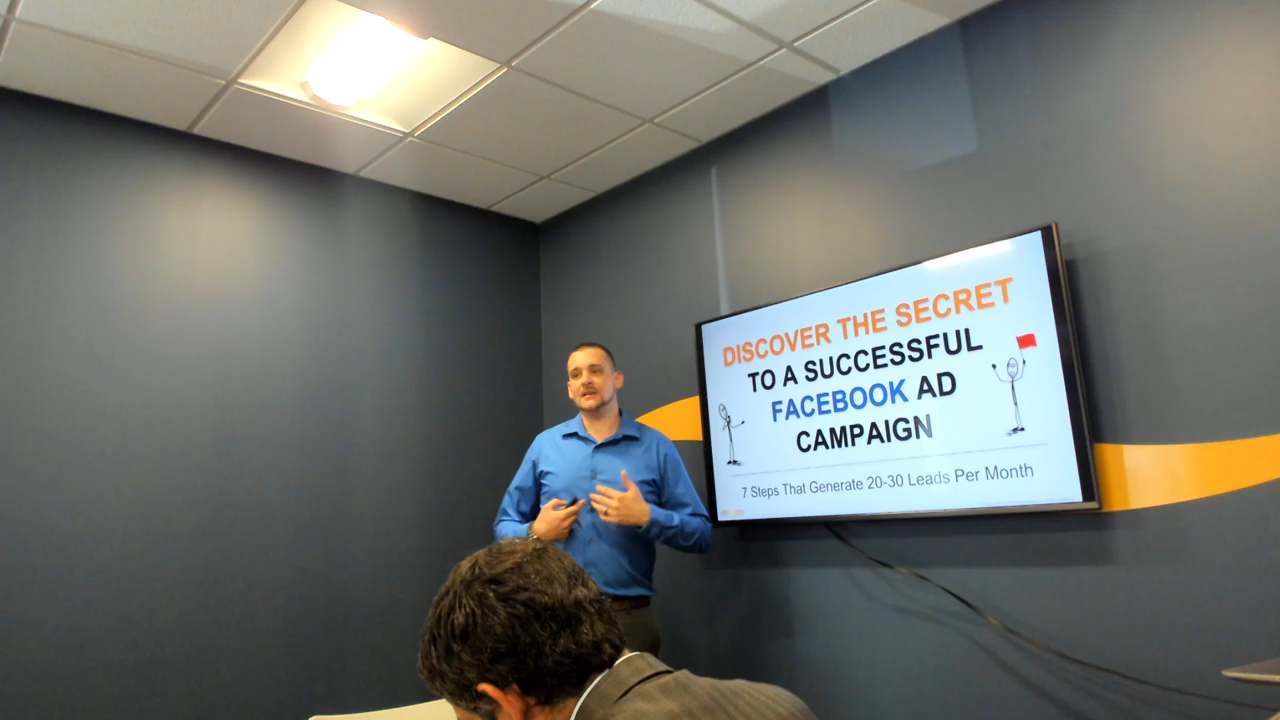 DISCOVER THE SECRET
TO A SUCCESSFUL
FACEBOOK AD
CAMPAIGN
7 Steps That Generate 20-30 Leads Per Month